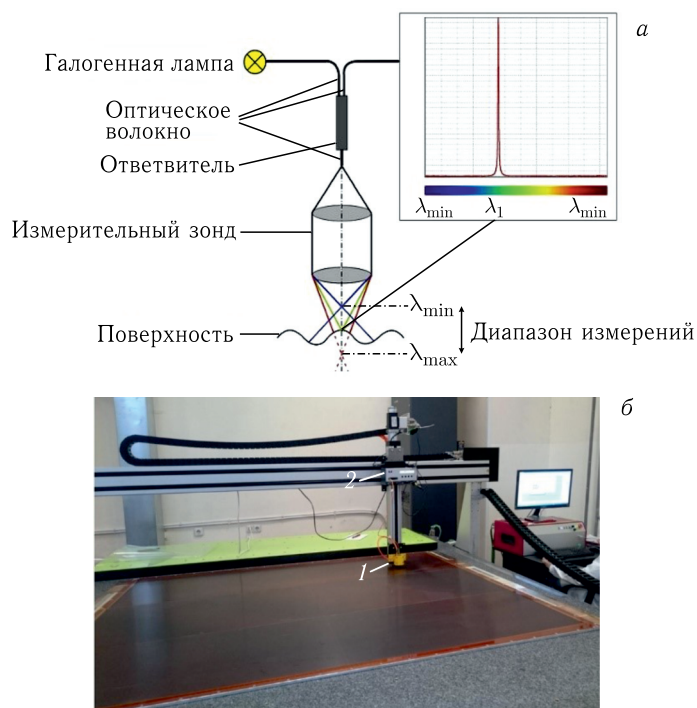 а
Галогенная лампа
Оптическое
волокно
Ответвитель
λmin λ1 λmin
Измерительный зонд
λmin
Поверхность
Диапазон измерений
λmax
б
2
1